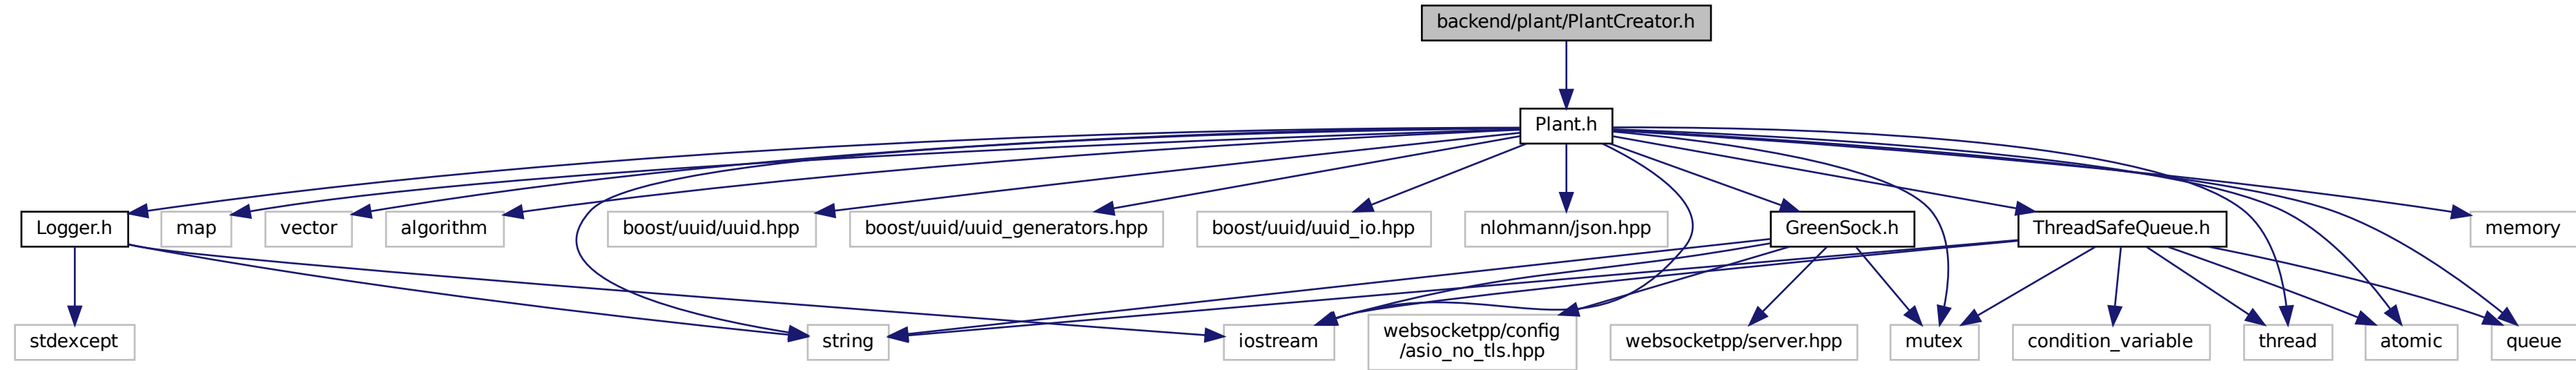 backend/plant/PlantCreator.h
Plant.h
Logger.h
map
vector
algorithm
boost/uuid/uuid.hpp
boost/uuid/uuid_generators.hpp
boost/uuid/uuid_io.hpp
nlohmann/json.hpp
GreenSock.h
ThreadSafeQueue.h
memory
stdexcept
string
iostream
websocketpp/config
/asio_no_tls.hpp
websocketpp/server.hpp
mutex
condition_variable
thread
atomic
queue